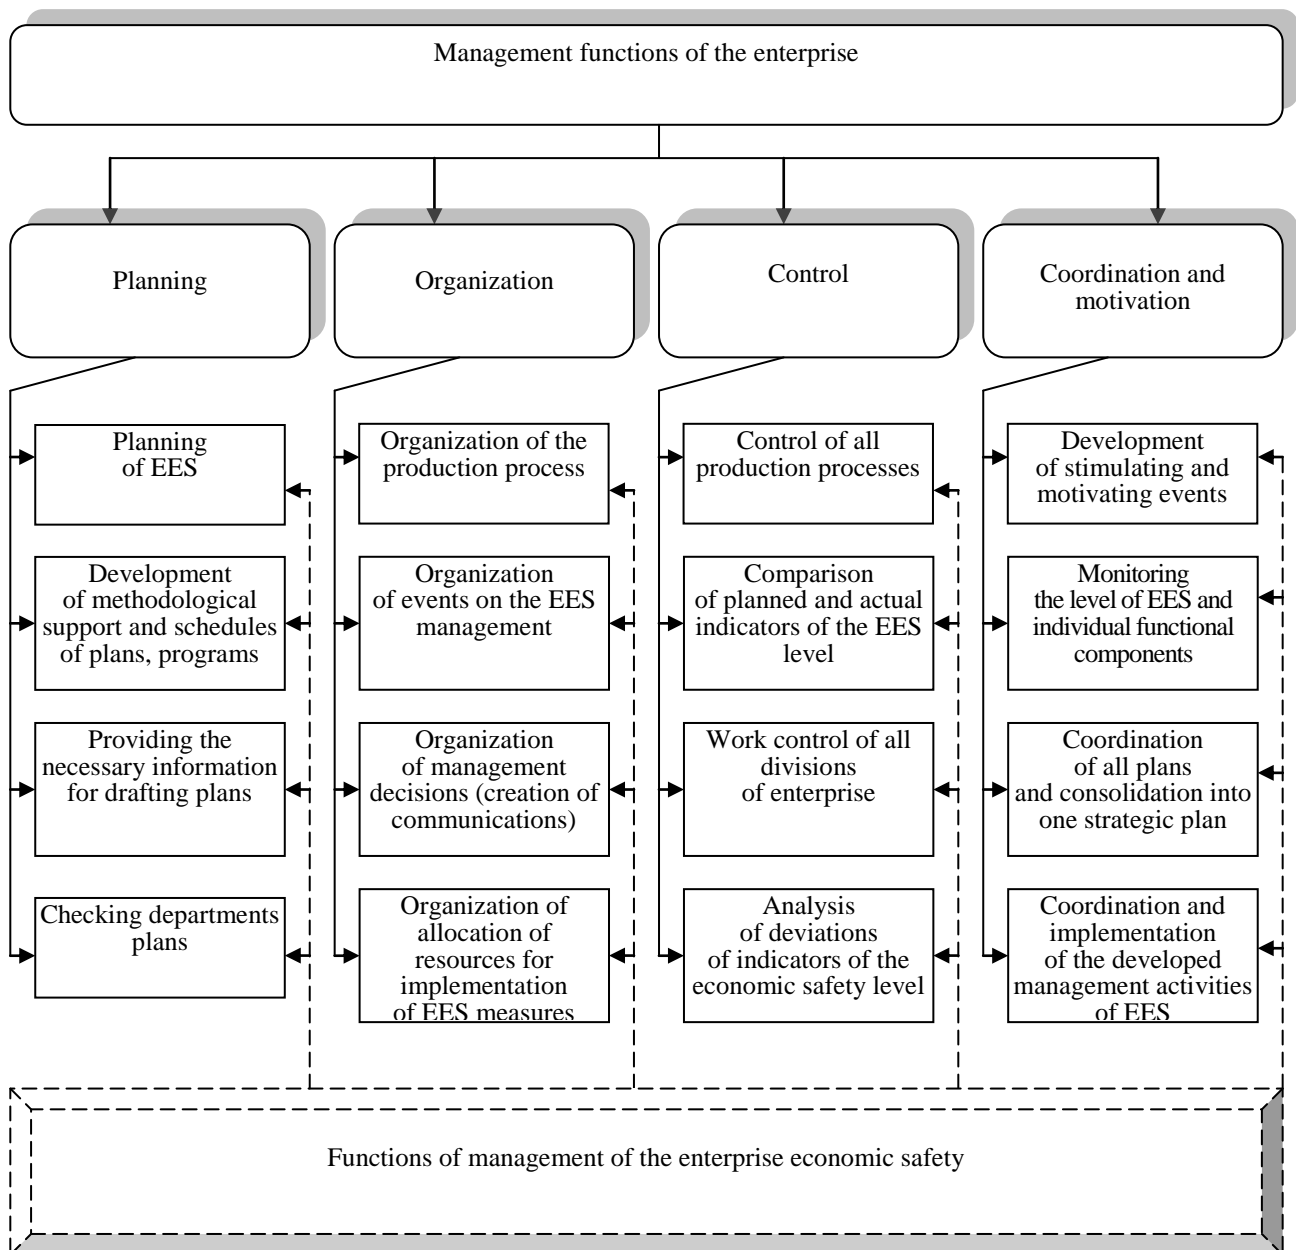 Management functions of the enterprise
Planning
Organization
Control
Coordination and
motivation
Planning
of EES
Development
of methodological
support and schedules
of plans, programs
Providing the
necessary information
for drafting plans
Checking departments
plans
Organization of the
production process
Organization
of events on the EES
management
Organization
of management
decisions (creation of
communications)
Organization of
allocation of
resources for
implementation
of EES measures
Control of all
production processes
Comparison
of planned and actual
indicators of the EES
level
Work control of all
divisions
of enterprise
Analysis
of deviations
of indicators of the
economic safety level
Development
of stimulating and
motivating events
Monitoring
the level of EES and
individual functional
components
Coordination
of all plans
and consolidation into
one strategic plan
Coordination and
implementation
of the developed
management activities
of EES
Functions of management of the enterprise economic safety